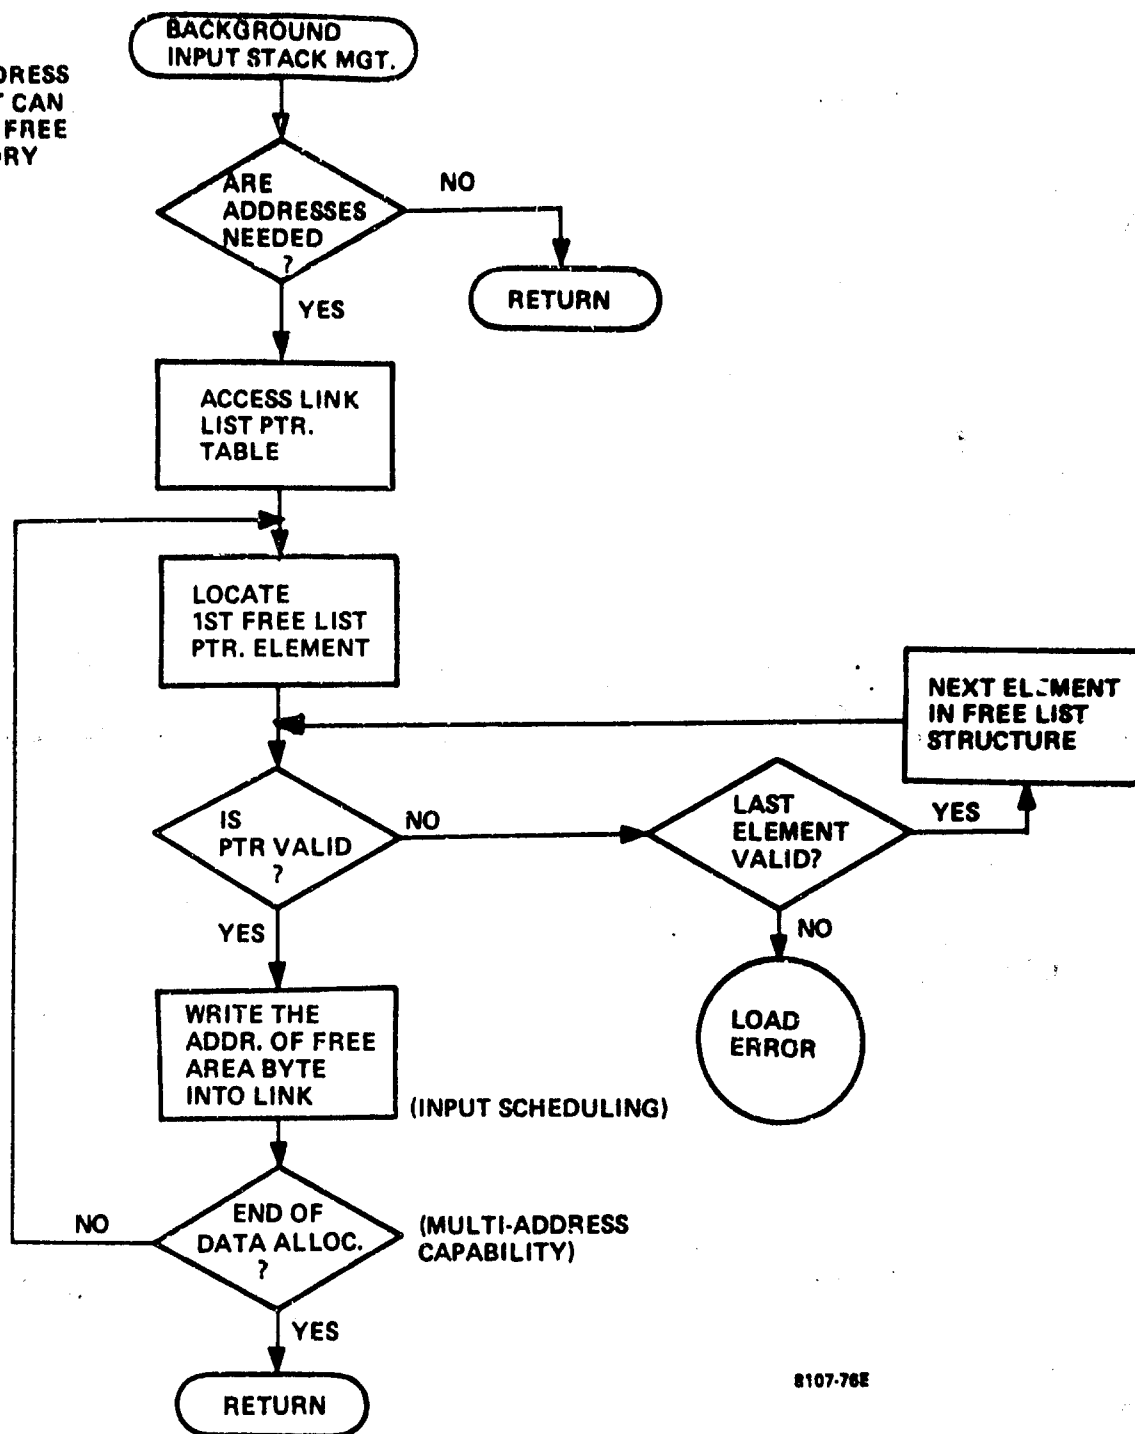 BACKGROUND
INPUT STACK MGT.
CAN
FREE
ARE
ADDRESSES
NEEDED
?
NO
RETURN
YES
ACCESS LINK
LIST PTR.
TABLE
LOCATE
1ST FREE LIST
PTR. ELEMENT
NEXT ELEMENT
IN FREE LIST
STRUCTURE
IS
PTR VALID
?
NO
LAST
ELEMENT
VALID?
YES
YES
NO
WRITE THE
ADDR. OF FREE
AREA BYTE
INTO LINK
(INPUT SCHEDULING)
LOAD
ERROR
END OF
DATA ALLOC.
?
NO
(MULTI-ADDRESS
CAPABILITY)
YES
RETURN
8107-76E